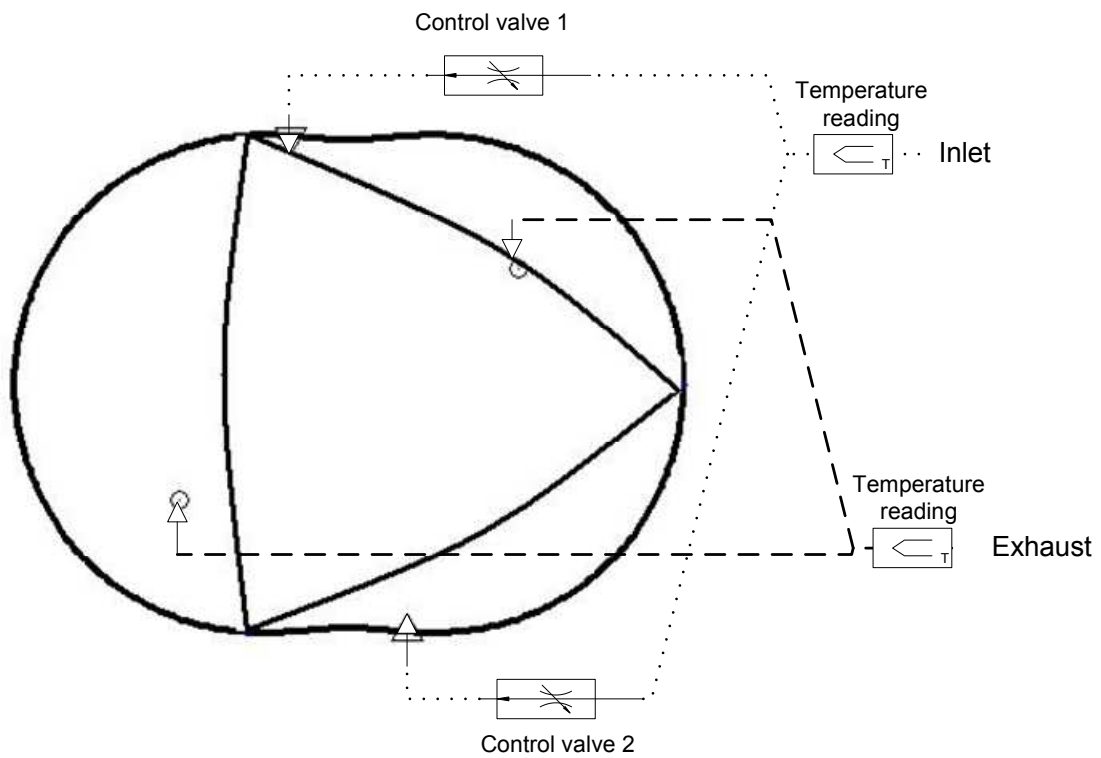 Control valve 1
Temperature
reading
T
Inlet
Temperature
reading
T
Exhaust
Control valve 2